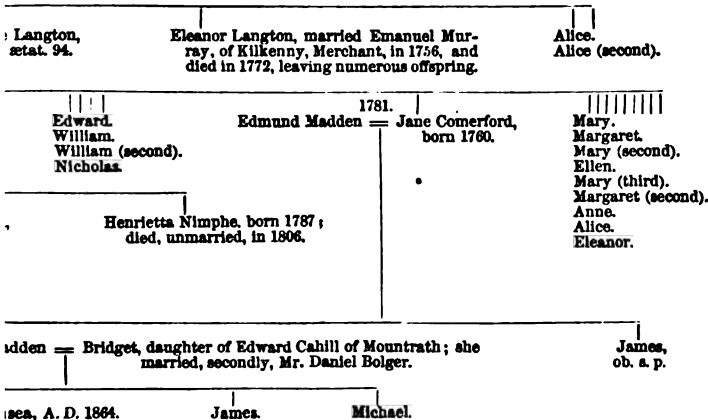 Langton,
ætat. 94.
Eleanor Langton, married Emanuel Mur-
ray, of Kilkenny, Merchant, in 1756, and
died in 1772, leaving numerous offspring.
Alice.
Alice (second).
Edward.
William.
William (second).
Nicholas.
1781.
Edmund Madden = Jane Comerford,
born 1760.
Mary.
Margaret.
Mary (second).
Ellen.
Mary (third).
Margaret (second).
Anne.
Alice.
Eleanor.
Henrietta Nimphe, born 1787;
died, unmarried, in 1806.
adden = Bridget, daughter of Edward Cahill of Mountrath; she
married, secondly, Mr. Daniel Bolger.
James,
ob. s. p.
sea, A. D. 1864.
James.
Michael.